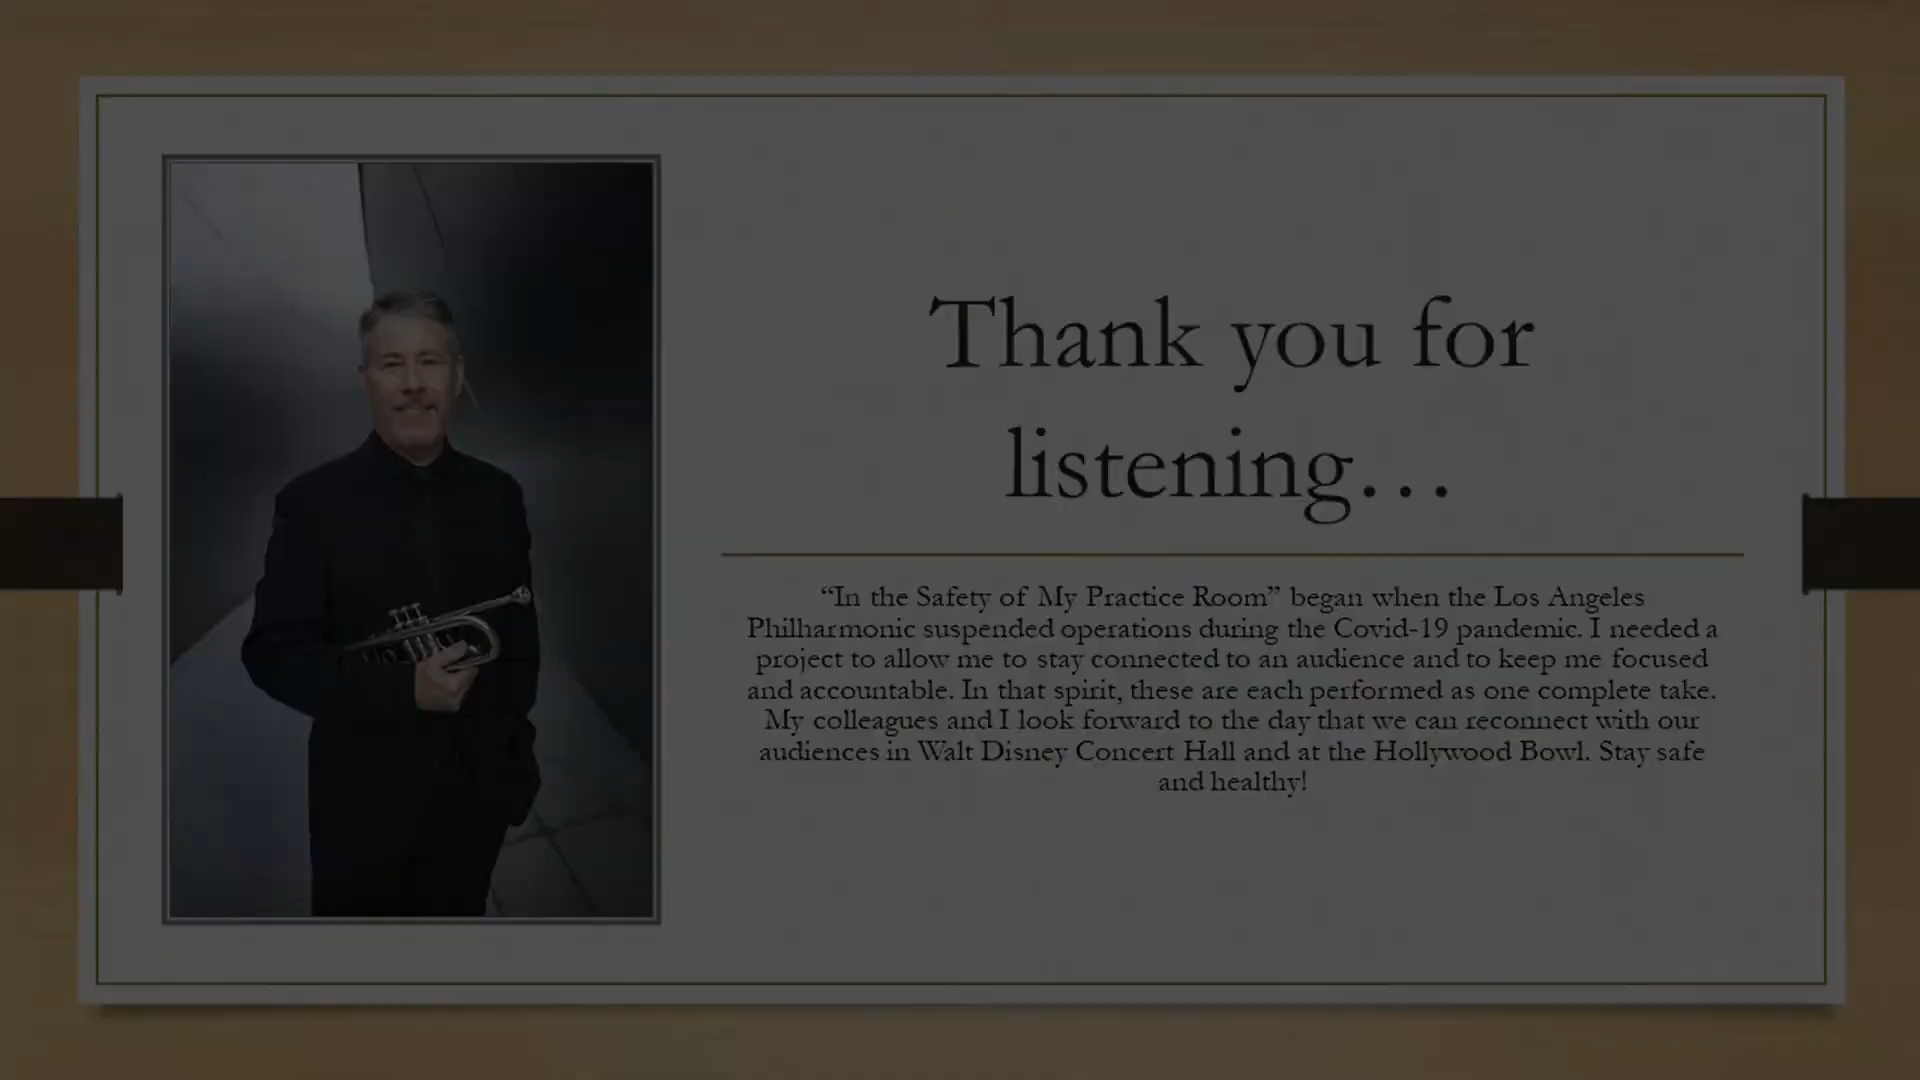 Thank you for
listening…
“In the Safety of My Practice Room” began when the Los Angeles
Philharmonic suspended operations during the Covid-19 pandemic. I needed a
project to allow me to stay connected to an audience and to keep me focused
and accountable. In that spirit, these are each performed as one complete take.
My colleagues and I look forward to the day that we can reconnect with our
audiences in Walt Disney Concert Hall and at the Hollywood Bowl. Stay safe
and healthy!